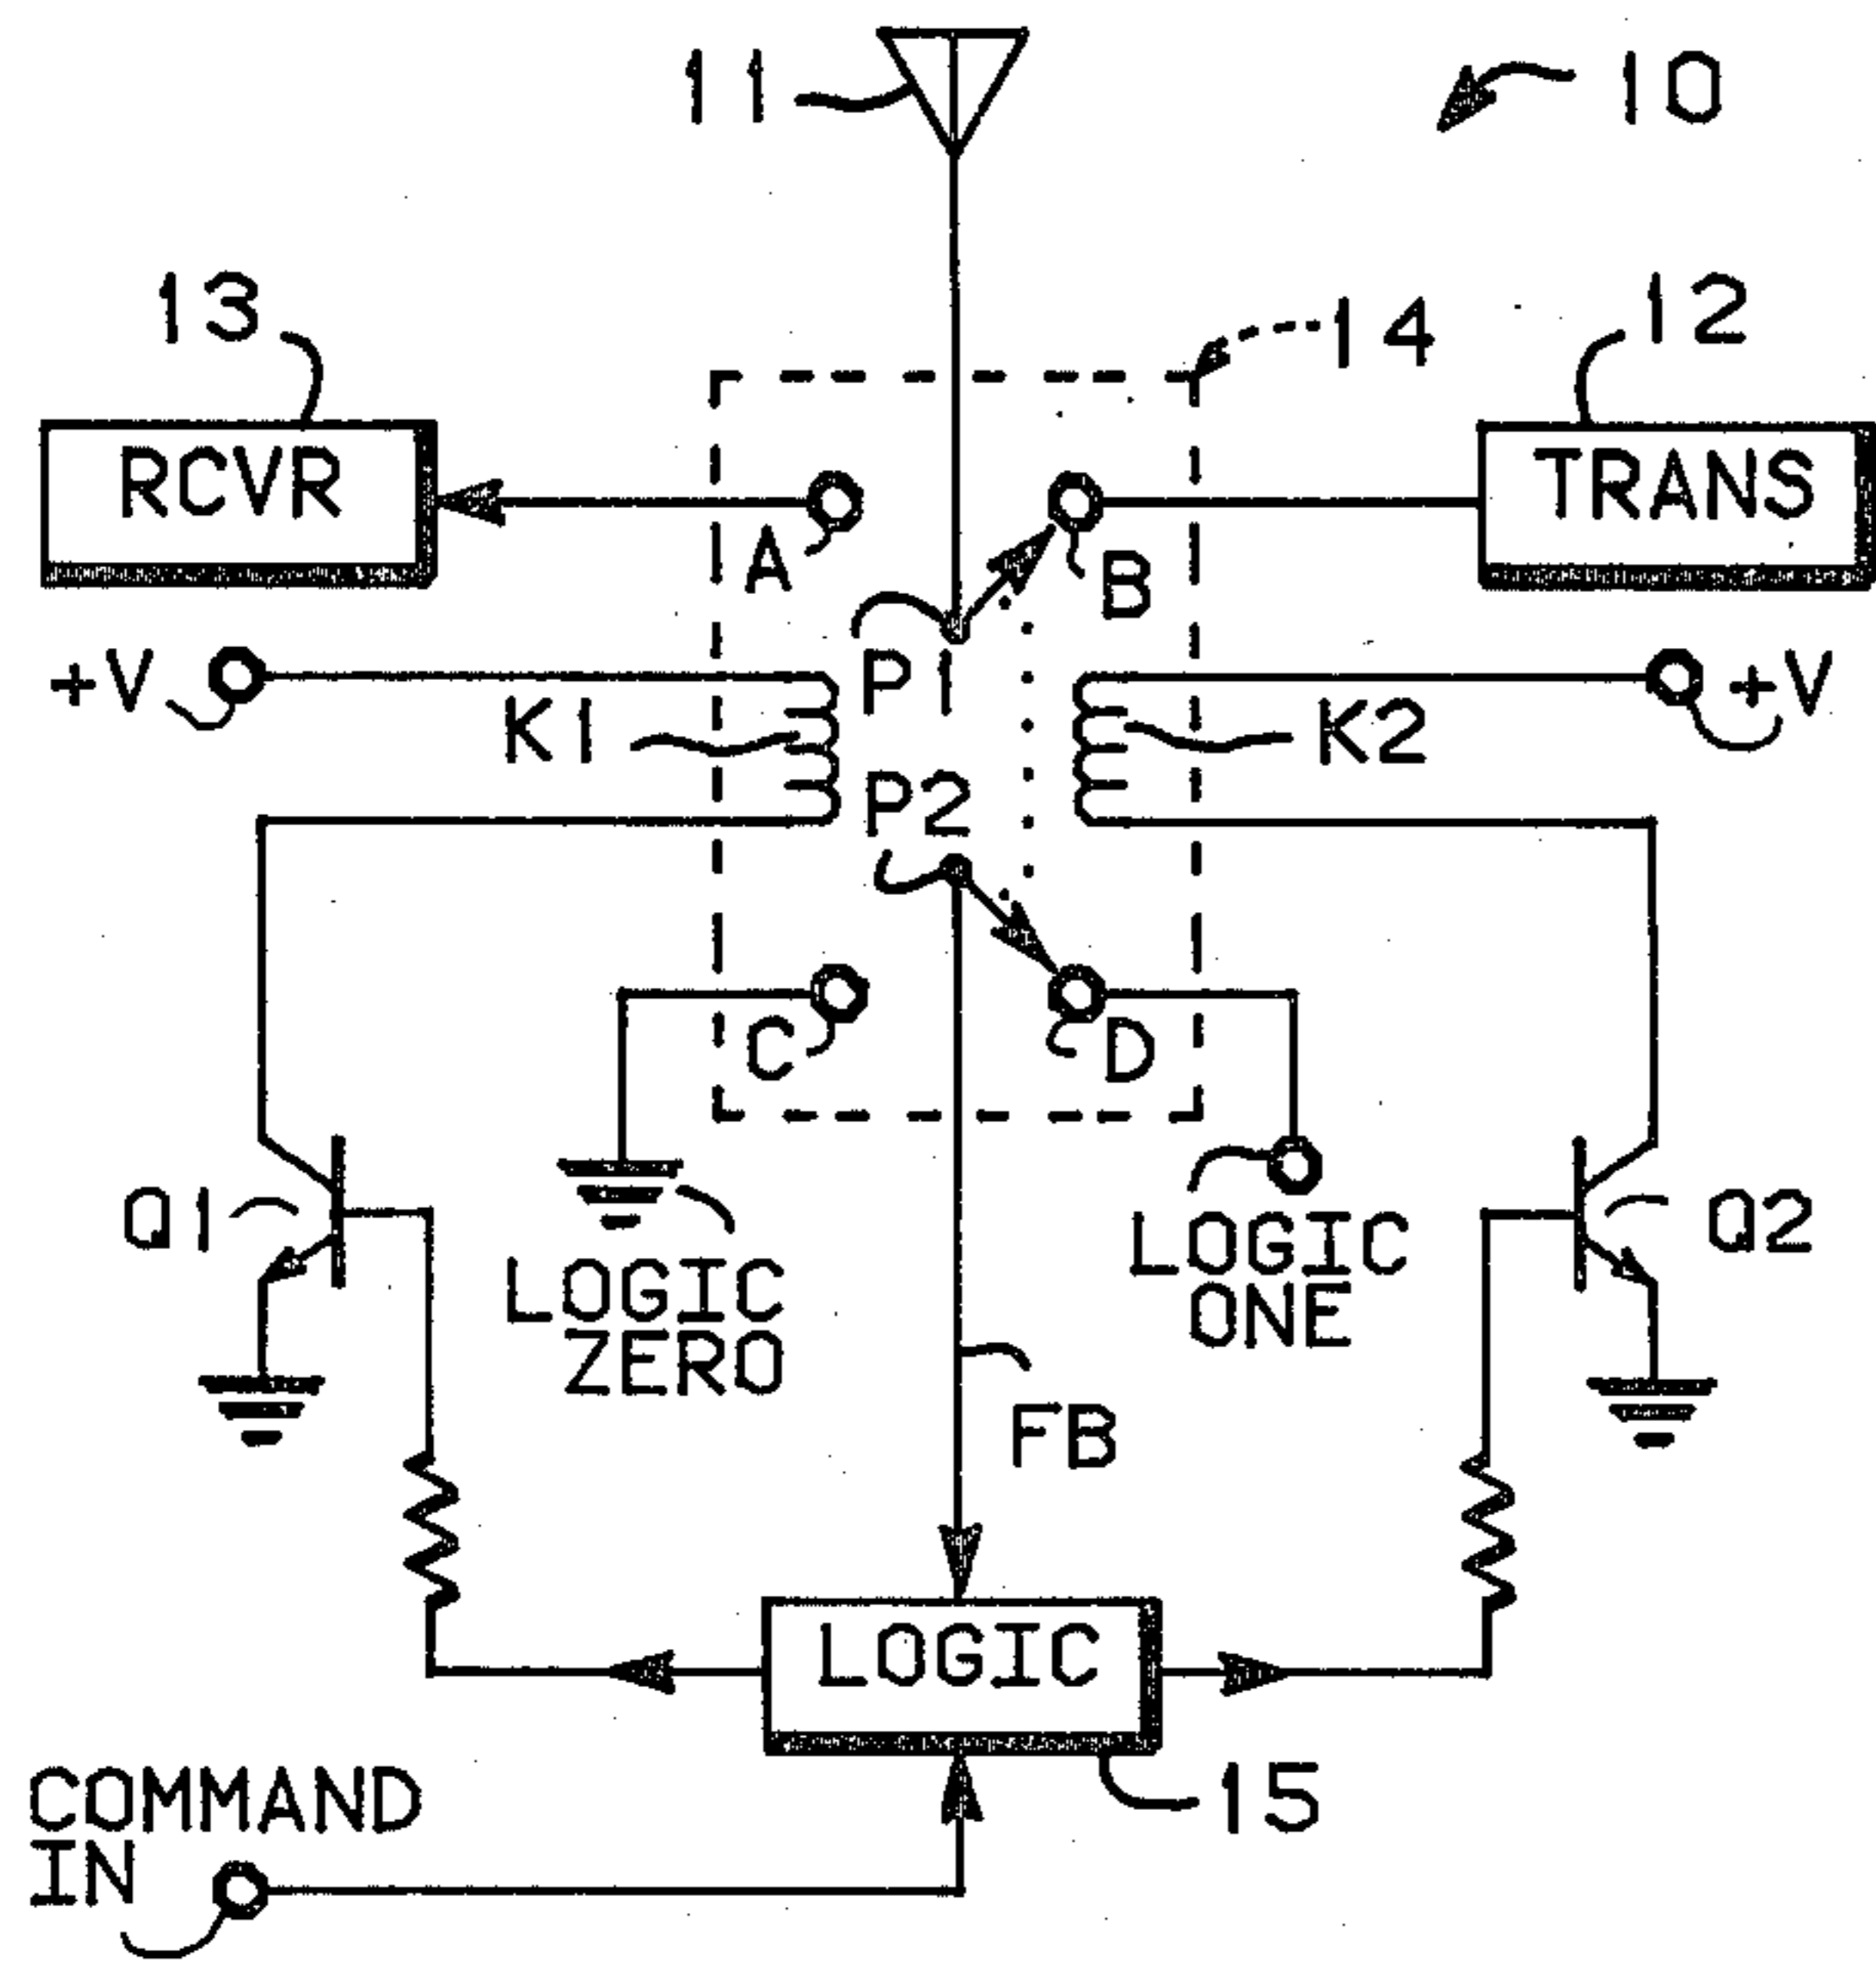 11
10
13
14
12
RCVR
TRANS
A
B
+V
P1
+V
K1
K2
P2
C
D
Q1
LOGIC
ZERO
LOGIC
ONE
Q2
FB
LOGIC
COMMAND
IN
15